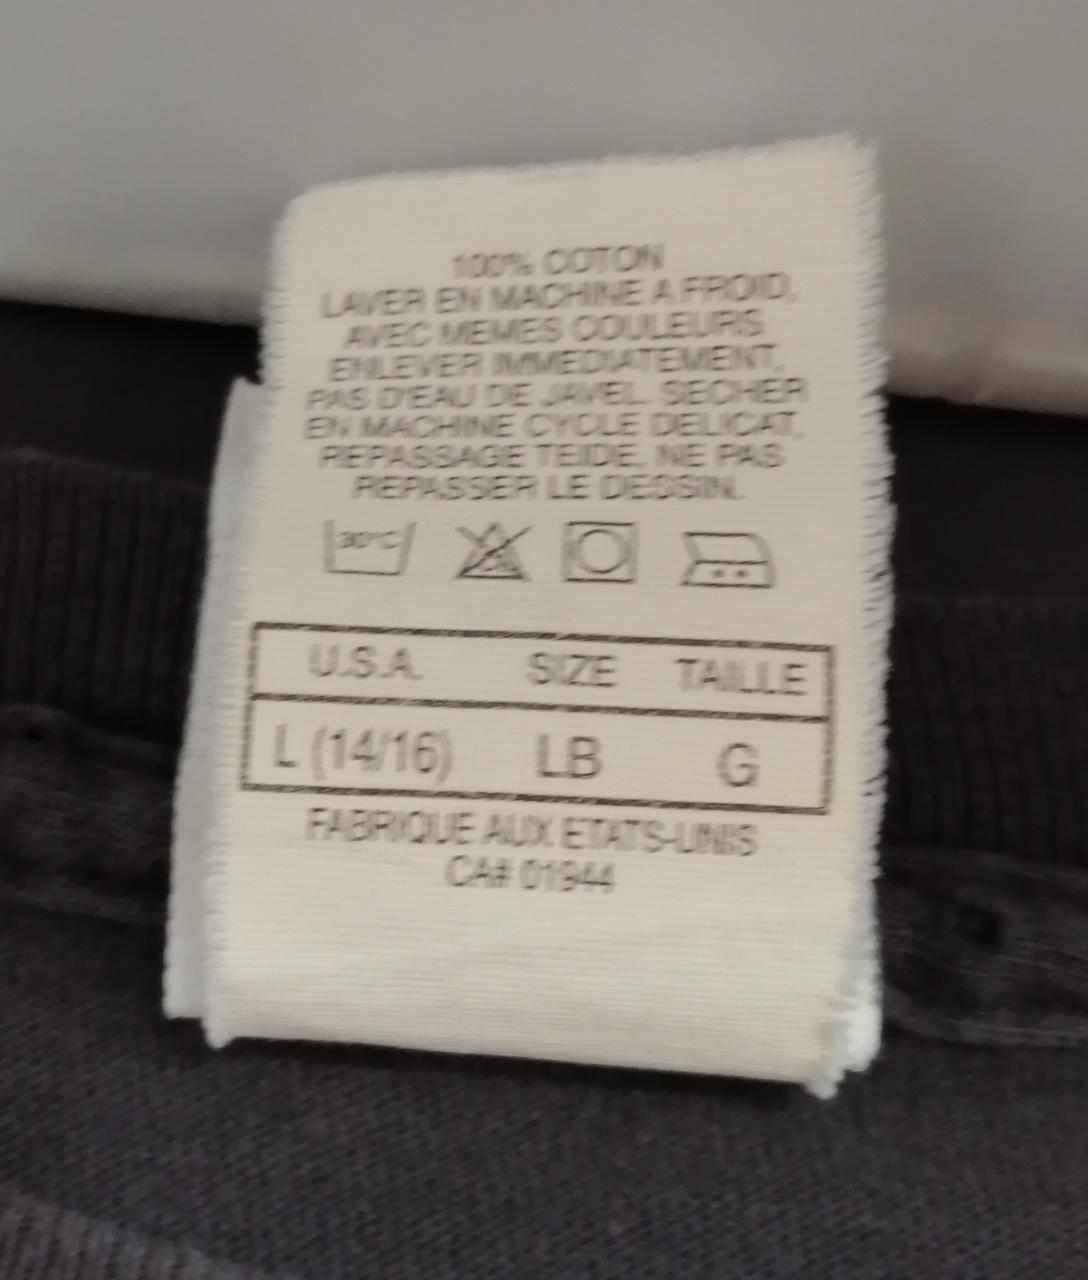 100% COTON
LAVER EN MACHINE A FROID,
AVEC MEMES COULEURS.
ENLEVER IMMEDIATEMENT,
PAS D'EAU DE JAVEL. SECHER
EN MACHINE CYCLE DELICAT,
REPASSAGE TEIDE, NE PAS
REPASSER LE DESSIN.
30°C
U.S.A. SIZE TAILLE
L (14/16) LB G
FABRIQUE AUX ETATS-UNIS
CA# 01944